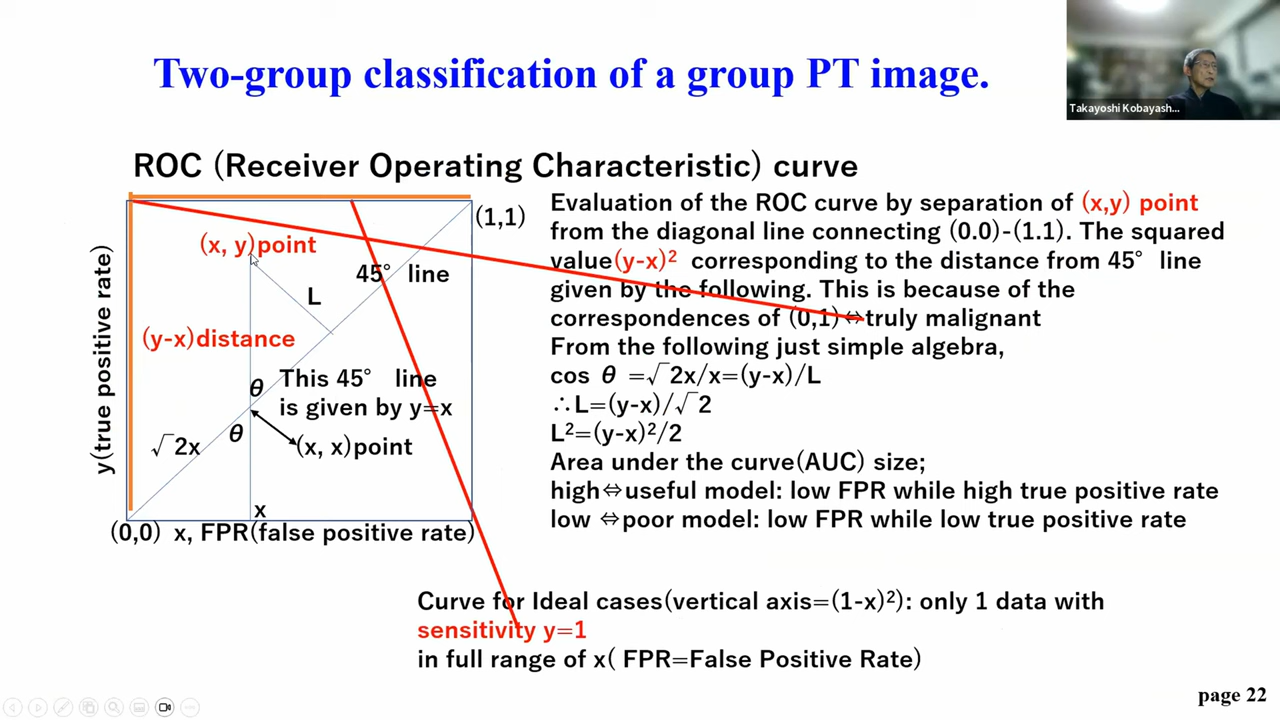 Two-group classification of a group PT image.
Takayoshi Kobayash...
ROC (Receiver Operating Characteristic) curve
(1,1)
(x, y)point
45° line
L
(y-x)distance
θ
This 45° line
is given by y=x
θ
√2x
(x, x)point
x
y(true positive rate)
(0,0) x, FPR(false positive rate)
Evaluation of the ROC curve by separation of (x,y) point
from the diagonal line connecting (0.0)-(1.1). The squared
value(y-x)² corresponding to the distance from 45° line
given by the following. This is because of the
correspondences of (0,1)⇔truly malignant
From the following just simple algebra,
cos θ =√2x/x=(y-x)/L
∴L=(y-x)/√2
L²=(y-x)²/2
Area under the curve(AUC) size;
high⇔useful model: low FPR while high true positive rate
low ⇔poor model: low FPR while low true positive rate
Curve for Ideal cases(vertical axis=(1-x)²): only 1 data with
sensitivity y=1
in full range of x( FPR=False Positive Rate)
page 22